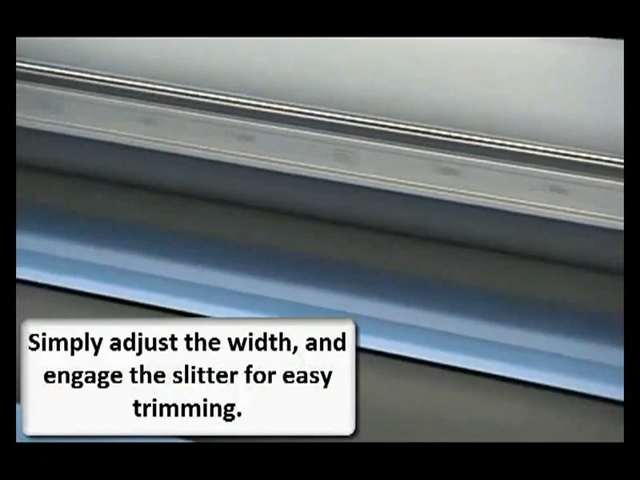 Simply adjust the width, and
engage the slitter for easy
trimming.